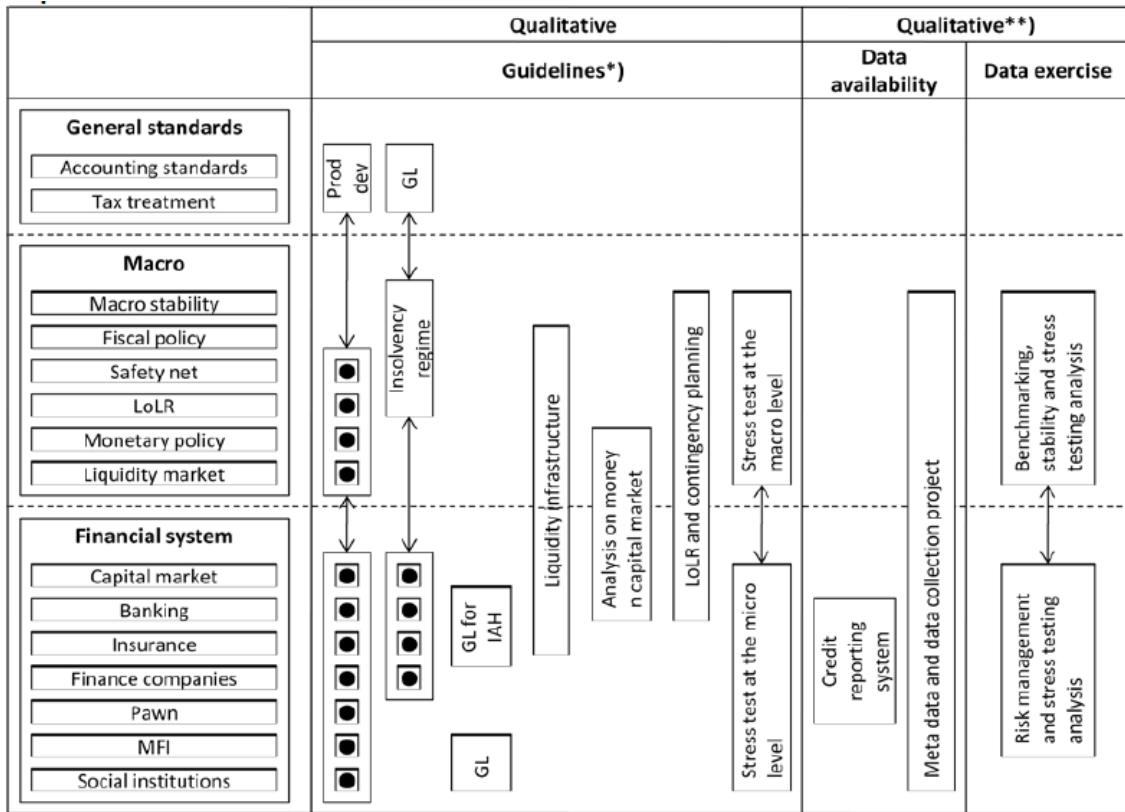 Qualitative
Qualitative**)
Guidelines*)
Data
availability
Data exercise
General standards
Accounting standards
Tax treatment
Prod
dev
GL
Macro
Macro stability
Fiscal policy
Safety net
LoLR
Monetary policy
Liquidity market
Insolvency
regime
Liquidity infrastructure
Analysis on money
n capital market
LoLR and contingency planning
Stress test at the
macro level
Meta data and data collection project
Benchmarking,
stability and stress
testing analysis
Financial system
Capital market
Banking
Insurance
Finance companies
Pawn
MFI
Social institutions
GL for
IAH
GL
Stress test at the micro
level
Credit
reporting
system
Risk management
and stress testing
analysis